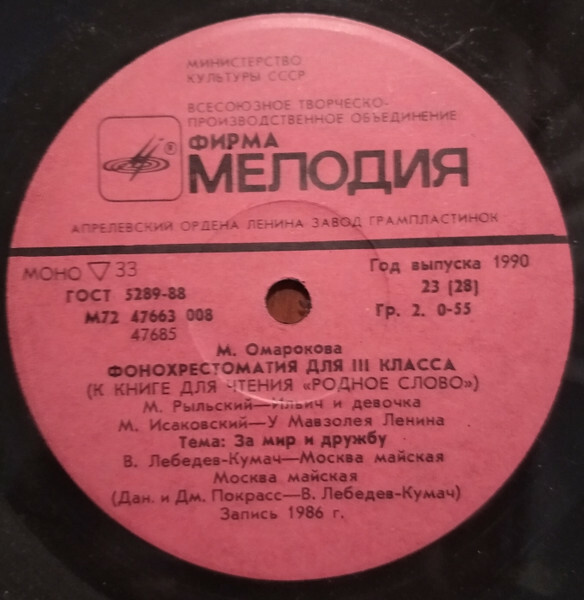 МИНИСТЕРСТВО
КУЛЬТУРЫ СССР
ВСЕСОЮЗНОЕ ТВОРЧЕСКО-
ПРОИЗВОДСТВЕННОЕ ОБЪЕДИНЕНИЕ
ФИРМА
®
МЕЛОДИЯ
АПРЕЛЕВСКИЙ ОРДЕНА ЛЕНИНА ЗАВОД ГРАМПЛАСТИНОК
МОНО ▽ 33
Год выпуска 1990
ГОСТ 5289-88
23 (28)
М72 47663 008
Гр. 2. 0-55
47685
М. Омарокова
ФОНОХРЕСТОМАТИЯ ДЛЯ III КЛАССА
(К КНИГЕ ДЛЯ ЧТЕНИЯ «РОДНОЕ СЛОВО»)
М. Рыльский—Ильич и девочка
М. Исаковский—У Мавзолея Ленина
Тема: За мир и дружбу
В. Лебедев-Кумач—Москва майская
Москва майская
(Дан. и Дм. Покрасс—В. Лебедев-Кумач)
Запись 1986 г.